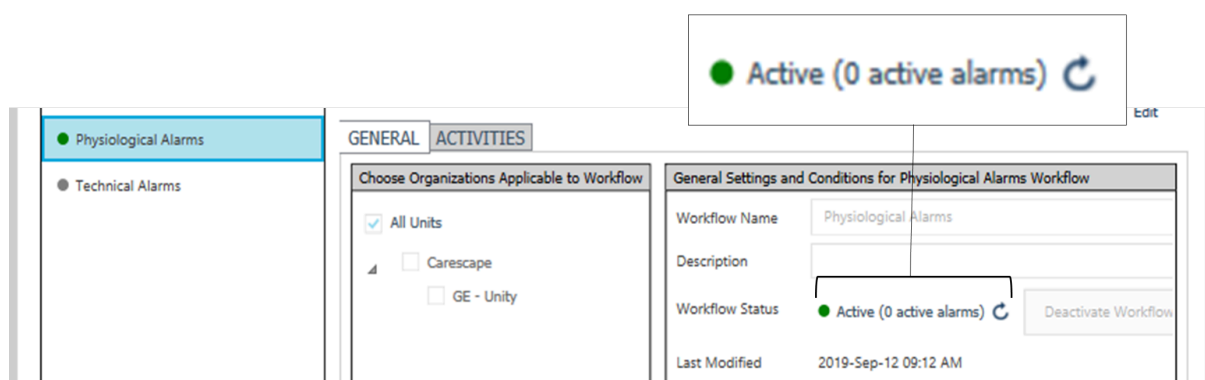 Active (0 active alarms)
Edit
Physiological Alarms
Technical Alarms
GENERAL ACTIVITIES
Choose Organizations Applicable to Workflow
All Units
Carescape
GE - Unity
General Settings and Conditions for Physiological Alarms Workflow
Workflow Name Physiological Alarms
Description
Workflow Status Active (0 active alarms) Deactivate Workflow
Last Modified 2019-Sep-12 09:12 AM